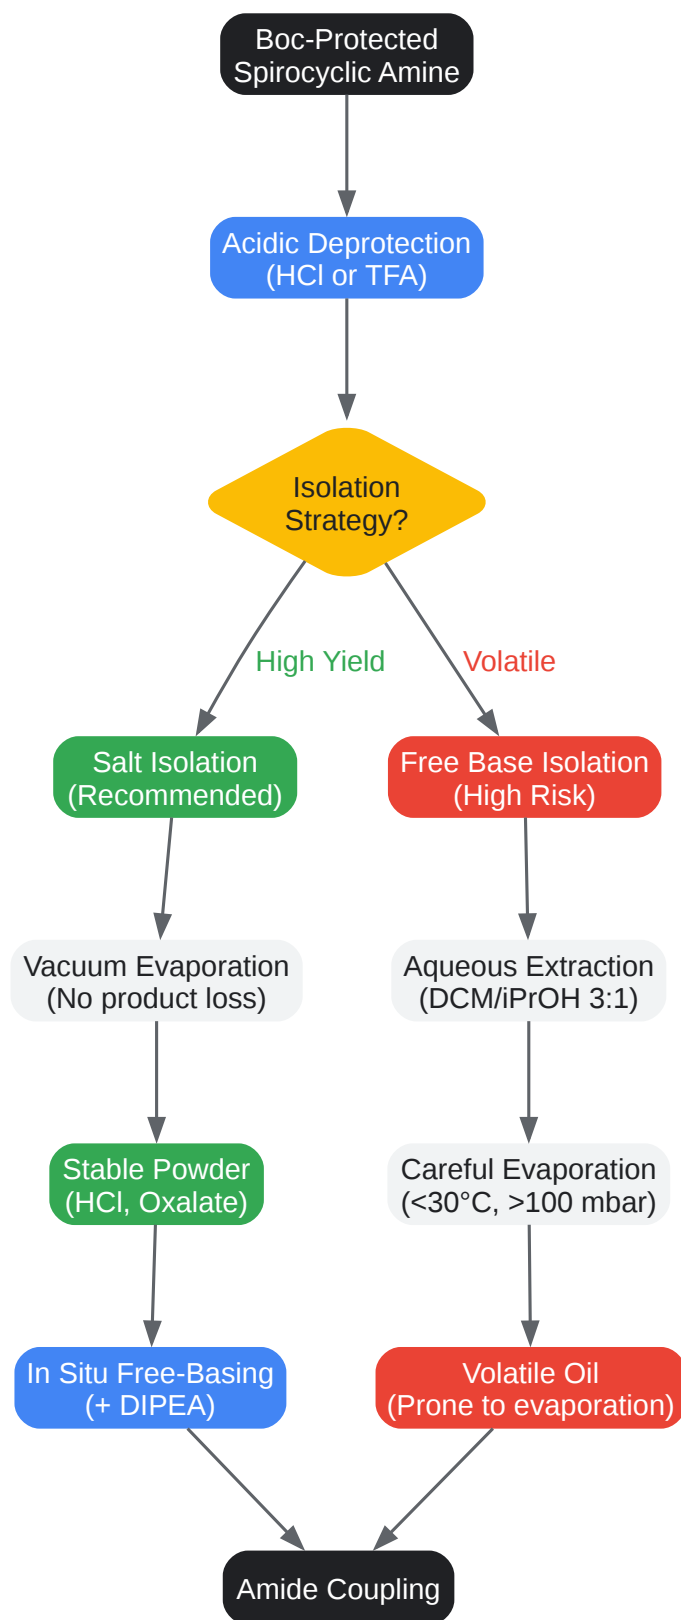 Boc-Protected
Spirocyclic Amine
Acidic Deprotection
(HCl or TFA)
Isolation
Strategy?
High Yield
Volatile
Salt Isolation
(Recommended)
Free Base Isolation
(High Risk)
Vacuum Evaporation
(No product loss)
Aqueous Extraction
(DCM/iPrOH 3:1)
Stable Powder
(HCl, Oxalate)
Careful Evaporation
(<30°C, >100 mbar)
In Situ Free-Basing
(+ DIPEA)
Volatile Oil
(Prone to evaporation)
Amide Coupling